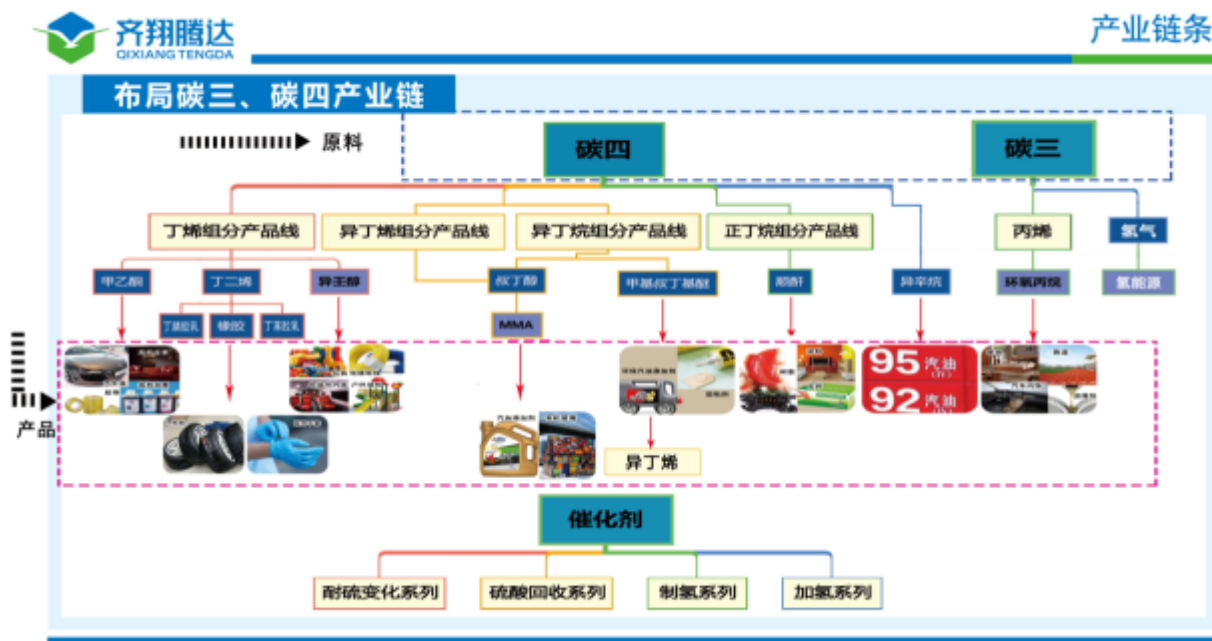 齐翔腾达
QIXIANG TENGDA
产业链条
布局碳三、碳四产业链
原料
碳四
碳三
丁烯组分产品线
异丁烯组分产品线
异丁烷组分产品线
正丁烷组分产品线
丙烯
氢气
甲乙酮
丁二烯
异壬醇
叔丁醇
甲基叔丁基醚
顺酐
异辛烷
环氧丙烷
氢能源
丁基胶乳
橡胶
丁苯胶乳
MMA
95 汽油
(IV)
92 汽油
(IV)
产品
异丁烯
催化剂
耐硫变化系列
硫酸回收系列
制氢系列
加氢系列